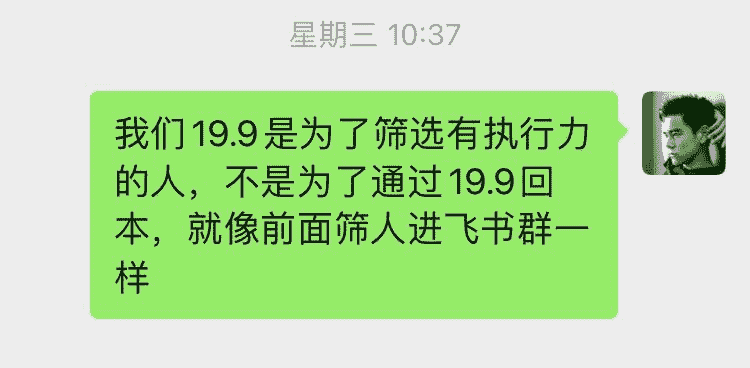 星期三 10:37
我们19.9是为了筛选有执行力
的人，不是为了通过19.9回
本，就像前面筛人进飞书群一
样